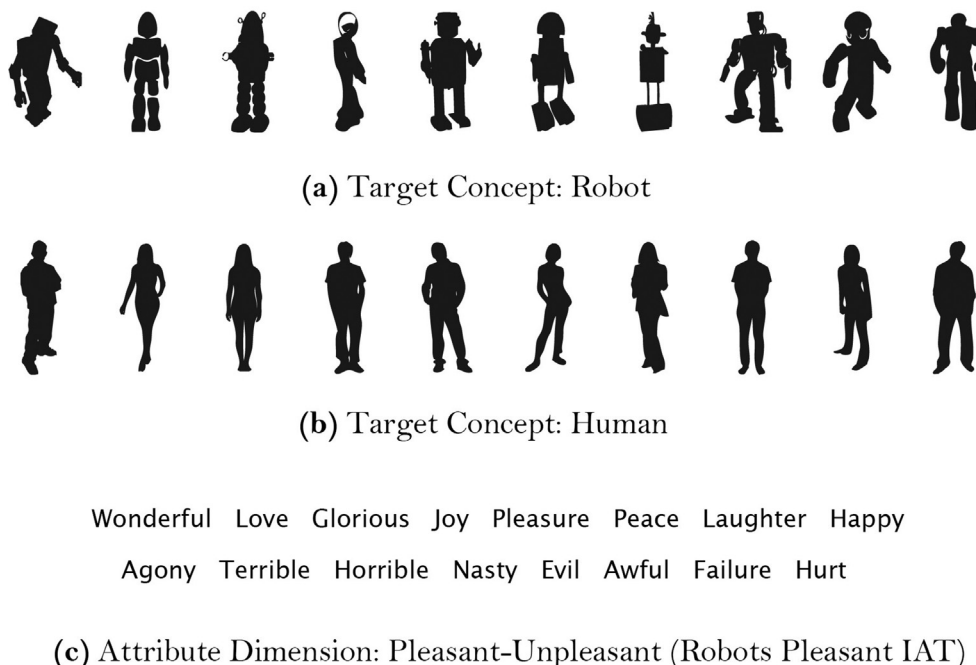 (a) Target Concept: Robot
(b) Target Concept: Human
Wonderful Love Glorious Joy Pleasure Peace Laughter Happy
Agony Terrible Horrible Nasty Evil Awful Failure Hurt
(c) Attribute Dimension: Pleasant-Unpleasant (Robots Pleasant IAT)